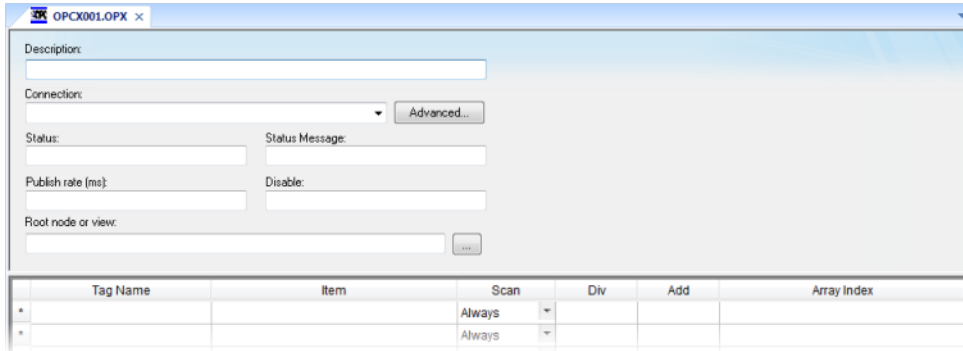 OPCX001.OPX
Description:
Connection:
Advanced...
Status: Status Message:
Publish rate (ms): Disable:
Root node or view:
...
Tag Name Item Scan Div Add Array Index
* Always
* Always